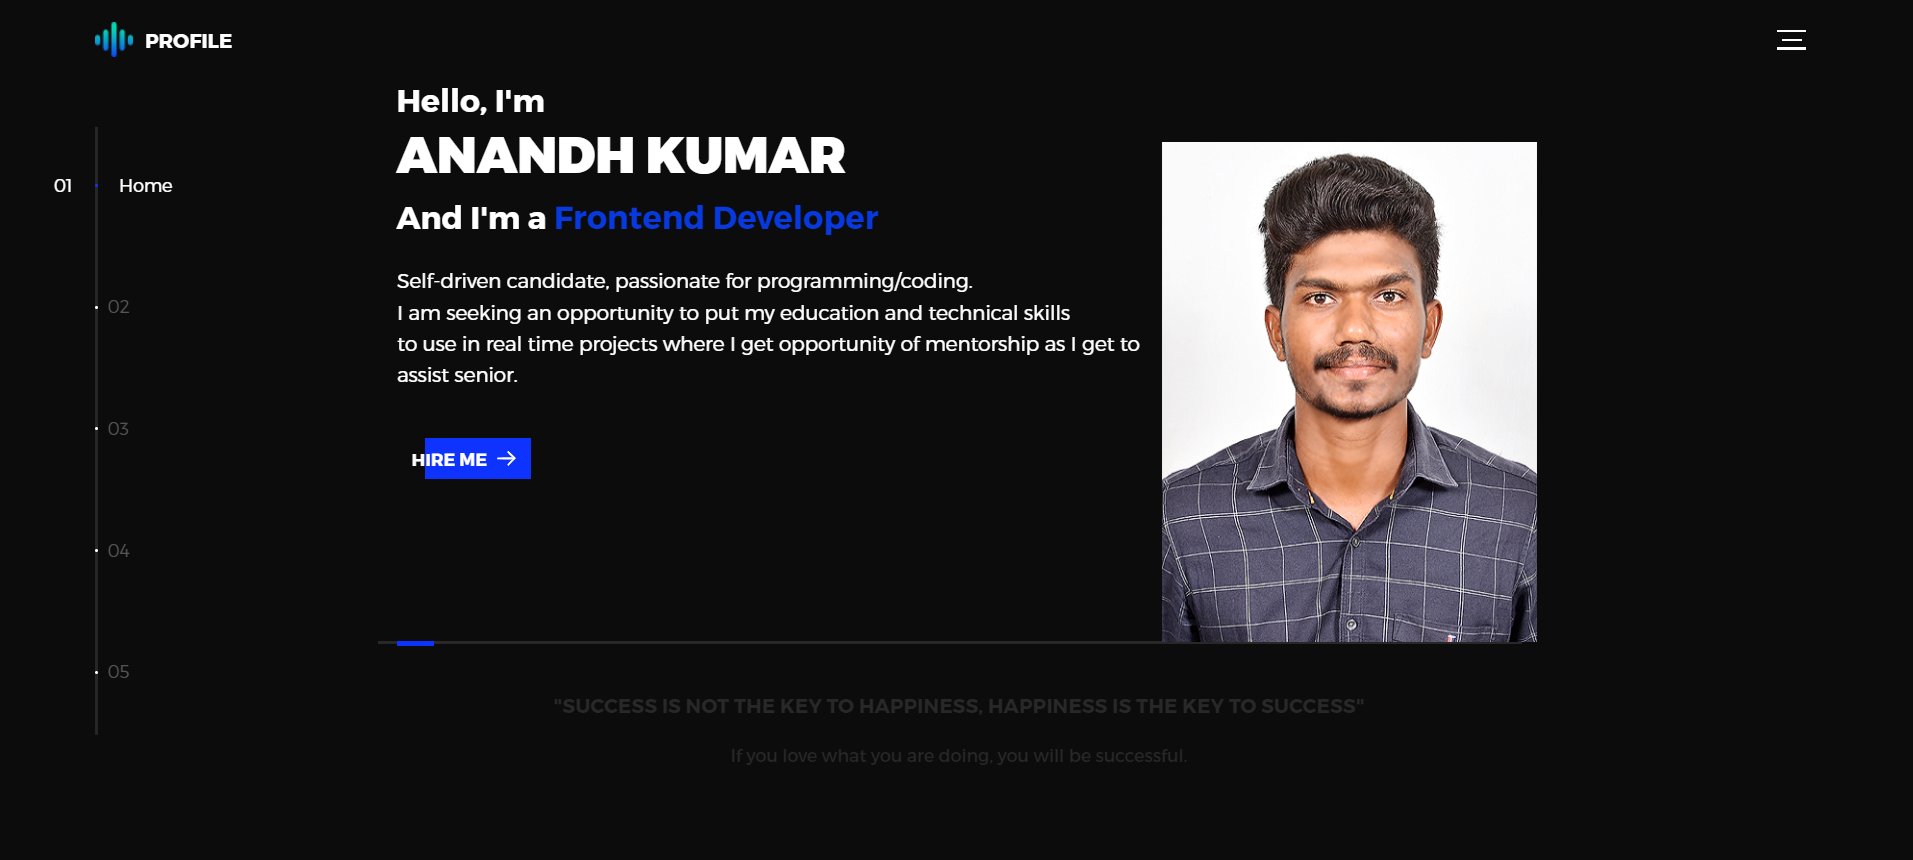 PROFILE
Hello, I'm
ANANDH KUMAR
And I'm a Frontend Developer
Self-driven candidate, passionate for programming/coding.
I am seeking an opportunity to put my education and technical skills
to use in real time projects where I get opportunity of mentorship as I get to
assist senior.
HIRE ME
01 Home
02
03
04
05
"SUCCESS IS NOT THE KEY TO HAPPINESS, HAPPINESS IS THE KEY TO SUCCESS"
If you love what you are doing, you will be successful.